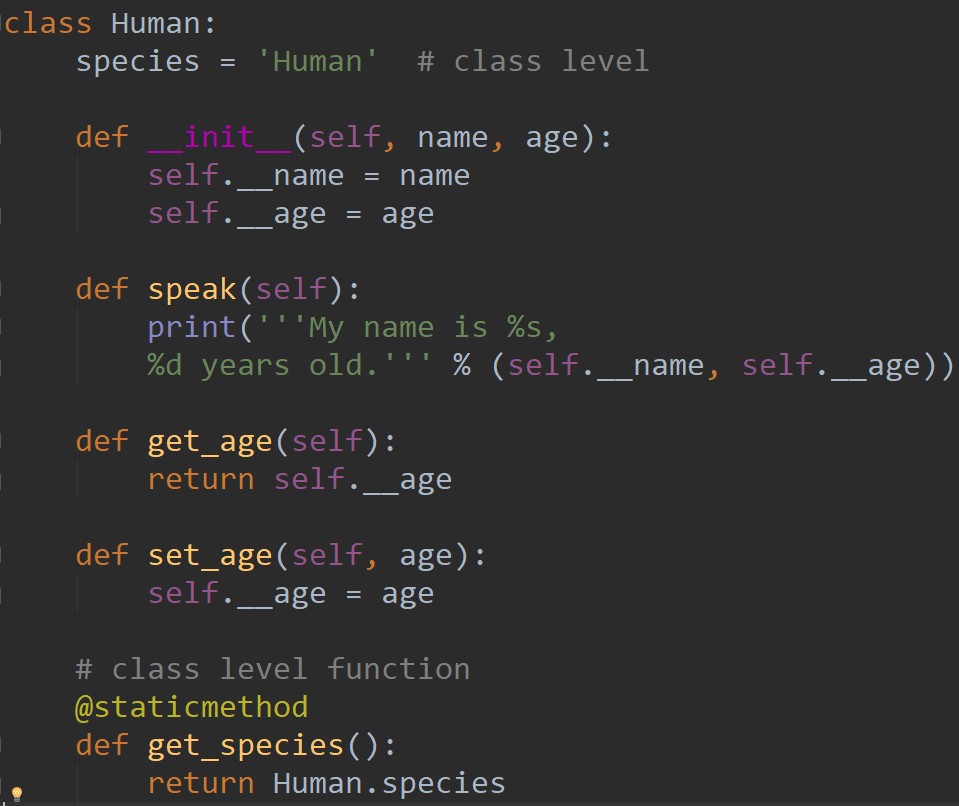 class Human:
    species = 'Human'  # class level

    def __init__(self, name, age):
        self.__name = name
        self.__age = age

    def speak(self):
        print('''My name is %s,
        %d years old.''' % (self.__name, self.__age))

    def get_age(self):
        return self.__age

    def set_age(self, age):
        self.__age = age

    # class level function
    @staticmethod
    def get_species():
        return Human.species